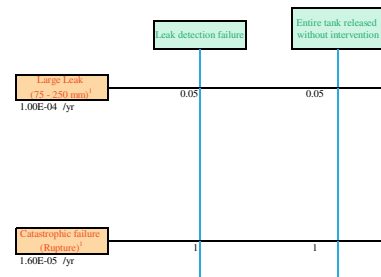 Leak detection failure
Entire tank released
without intervention
Large Leak
(75 - 250 mm)¹
0.05
0.05
1.00E-04 /yr
Catastrophic failure
(Rupture)¹
1
1
1.60E-05 /yr